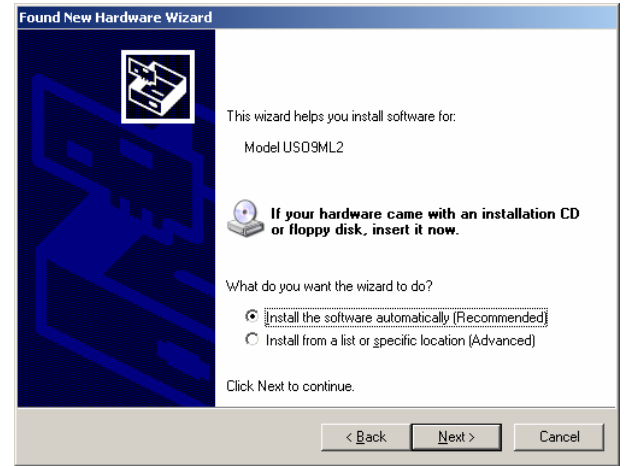 Found New Hardware Wizard
This wizard helps you install software for:
Model USO9ML2
If your hardware came with an installation CD
or floppy disk, insert it now.
What do you want the wizard to do?
Install the software automatically (Recommended)
Install from a list or specific location (Advanced)
Click Next to continue.
< Back Next > Cancel